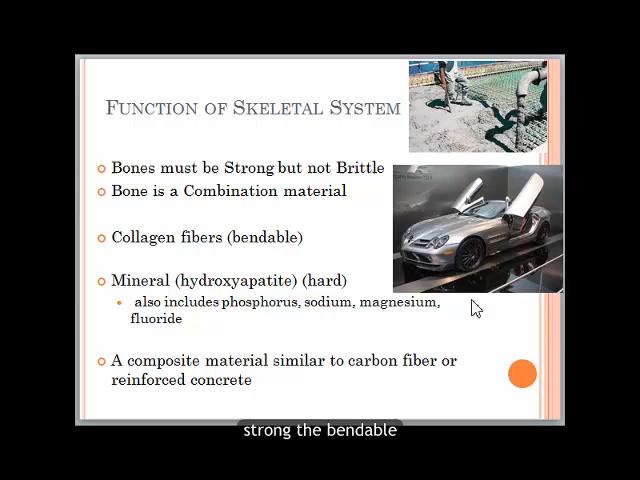 FUNCTION OF SKELETAL SYSTEM
Bones must be Strong but not Brittle
Bone is a Combination material
Collagen fibers (bendable)
Mineral (hydroxyapatite) (hard)
also includes phosphorus, sodium, magnesium,
fluoride
A composite material similar to carbon fiber or
reinforced concrete
strong the bendable